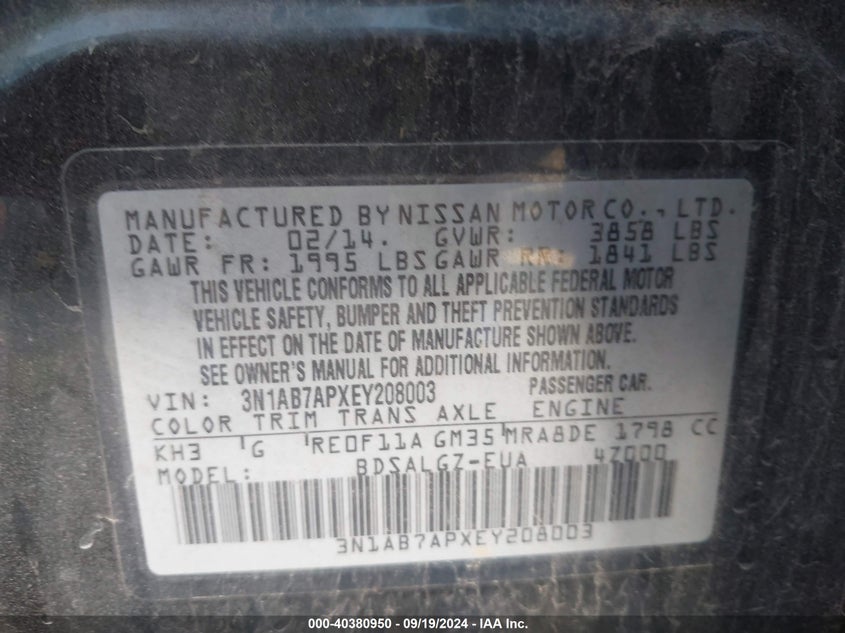 MANUFACTURED BY NISSAN MOTOR CO., LTD.
DATE: 02/14. GVWR: 3858 LBS
GAWR FR: 1995 LBS GAWR RR: 1841 LBS
THIS VEHICLE CONFORMS TO ALL APPLICABLE FEDERAL MOTOR
VEHICLE SAFETY, BUMPER AND THEFT PREVENTION STANDARDS
IN EFFECT ON THE DATE OF MANUFACTURE SHOWN ABOVE.
SEE OWNER'S MANUAL FOR ADDITIONAL INFORMATION.
VIN: 3N1AB7APXEY208003 PASSENGER CAR.
COLOR TRIM TRANS AXLE ENGINE
KH3 G RE0F11A GM35 MRA8DE 1798 CC
MODEL: BDSALGZ-EUA 4Z000
3N1AB7APXEY208003
000-40380950 - 09/19/2024 - IAA Inc.